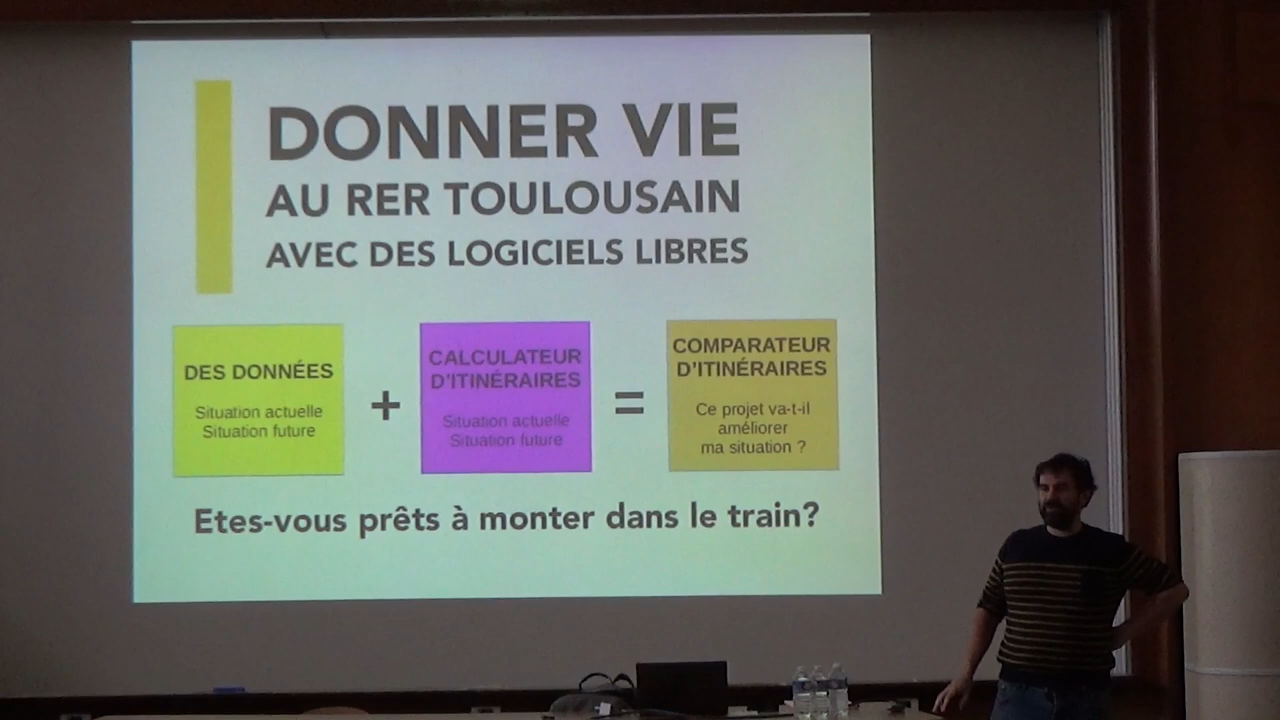 DONNER VIE
AU RER TOULOUSAIN
AVEC DES LOGICIELS LIBRES
DES DONNÉES
Situation actuelle
Situation future
+
CALCULATEUR
D'ITINÉRAIRES
Situation actuelle
Situation future
=
COMPARATEUR
D'ITINÉRAIRES
Ce projet va-t-il
améliorer
ma situation ?
Etes-vous prêts à monter dans le train?